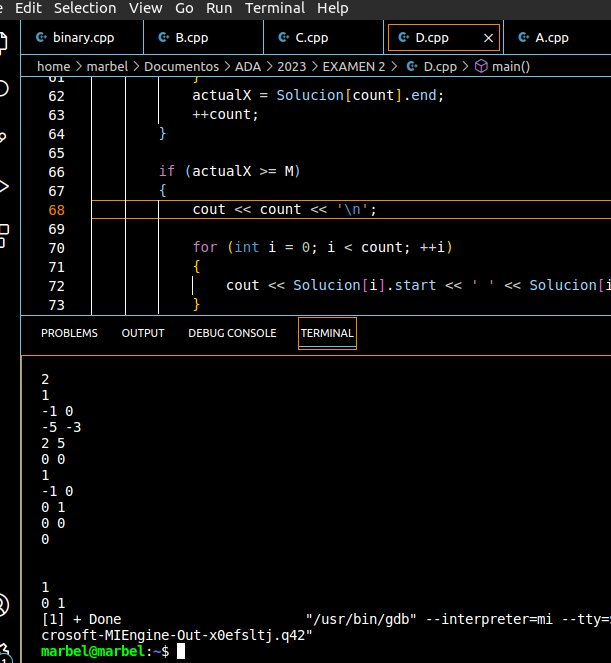 Edit Selection View Go Run Terminal Help
binary.cpp B.cpp C.cpp D.cpp A.cpp
home > marbel > Documentos > ADA > 2023 > EXAMEN 2 > D.cpp > main()
61 }
62 actualX = Solucion[count].end;
63 ++count;
64 }
65
66 if (actualX >= M)
67 {
68 cout << count << '\n';
69
70 for (int i = 0; i < count; ++i)
71 {
72 cout << Solucion[i].start << ' ' << Solucion[i
73 }
PROBLEMS OUTPUT DEBUG CONSOLE TERMINAL
2
1
-1 0
-5 -3
2 5
0 0
1
-1 0
0 1
0 0
0
1
0 1
[1] + Done "/usr/bin/gdb" --interpreter=mi --tty=
crosoft-MIEngine-Out-x0efsltj.q42"
marbel@marbel:~$